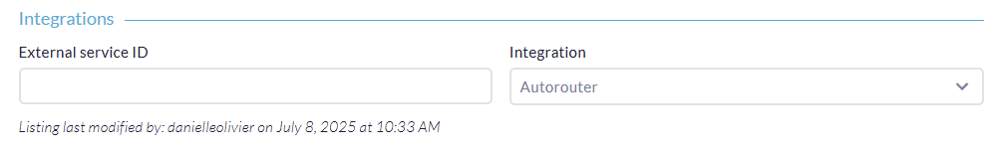 Integrations
External service ID
Integration
Autorouter
Listing last modified by: danielleolivier on July 8, 2025 at 10:33 AM